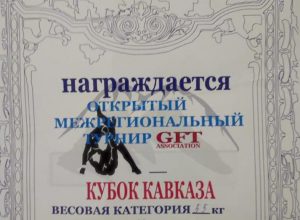 награждается
ОТКРЫТЫЙ
МЕЖРЕГИОНАЛЬНЫЙ
ТУРНИР GFT
ASSOCIATION
КУБОК КАВКАЗА
ВЕСОВАЯ КАТЕГОРИЯ кг